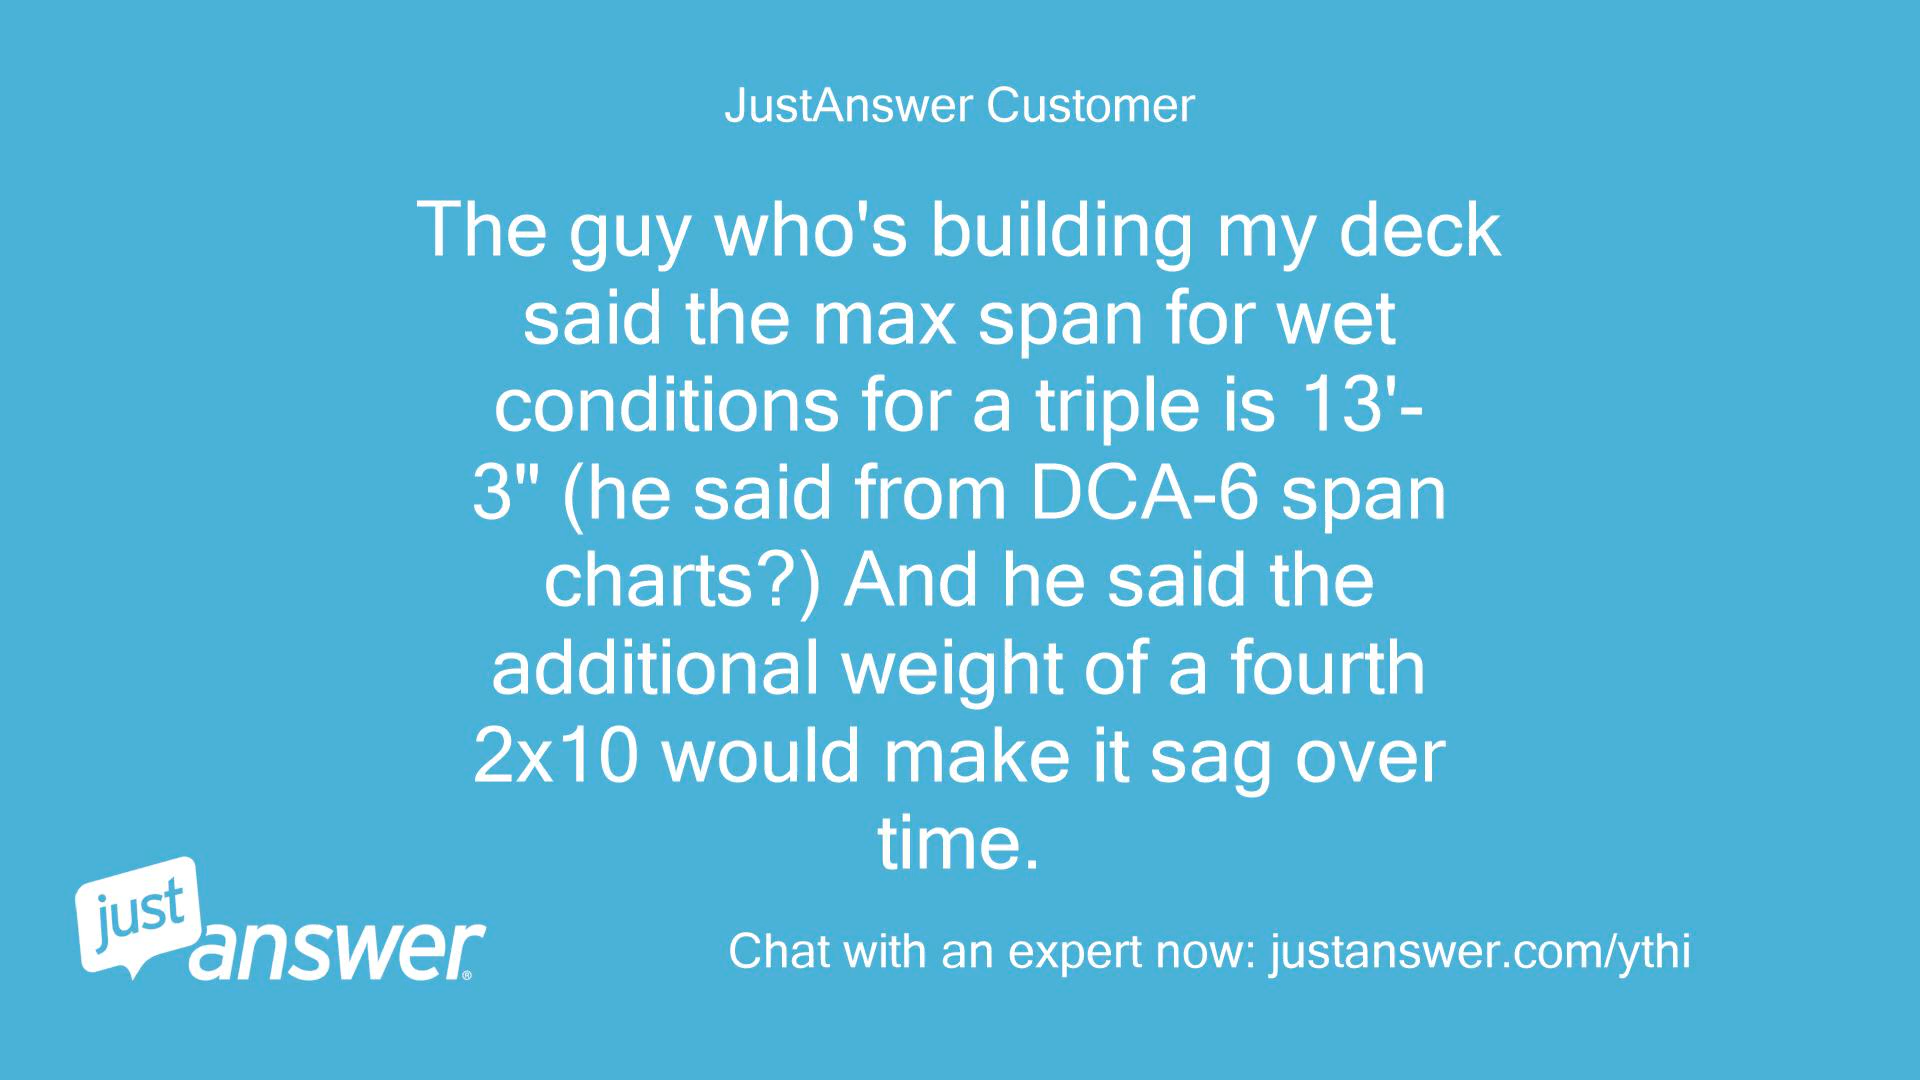 JustAnswer Customer
The guy who's building my deck
said the max span for wet
conditions for a triple is 13'-
3" (he said from DCA-6 span
charts?) And he said the
additional weight of a fourth
2x10 would make it sag over
time.
just
answer®
Chat with an expert now: justanswer.com/ythi